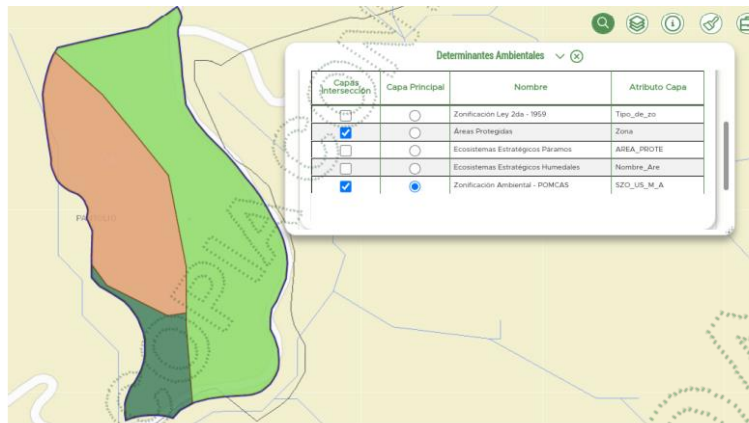 Determinantes Ambientales
Capas Intersección Capa Principal Nombre Atributo Capa
Zonificación Ley 2da - 1959 Tipo_de_zo
Áreas Protegidas Zona
Ecosistemas Estratégicos Páramos AREA_PROTE
Ecosistemas Estratégicos Humedales Nombre_Are
Zonificación Ambiental - POMCAS SZO_US_M_A